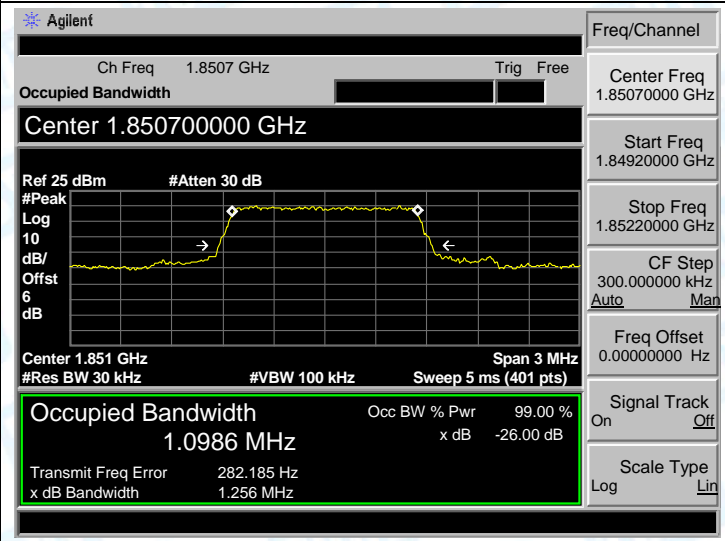 Agilent
Freq/Channel
Ch Freq 1.8507 GHz Trig Free
Occupied Bandwidth
Center 1.850700000 GHz
Ref 25 dBm #Atten 30 dB
#Peak
Log
10
dB/
Offst
6
dB
Center 1.851 GHz Span 3 MHz
#Res BW 30 kHz #VBW 100 kHz Sweep 5 ms (401 pts)
Occupied Bandwidth Occ BW % Pwr 99.00 %
1.0986 MHz x dB -26.00 dB
Transmit Freq Error 282.185 Hz
x dB Bandwidth 1.256 MHz
Center Freq
1.85070000 GHz
Start Freq
1.84920000 GHz
Stop Freq
1.85220000 GHz
CF Step
300.000000 kHz
Auto Man
Freq Offset
0.00000000 Hz
Signal Track
On Off
Scale Type
Log Lin